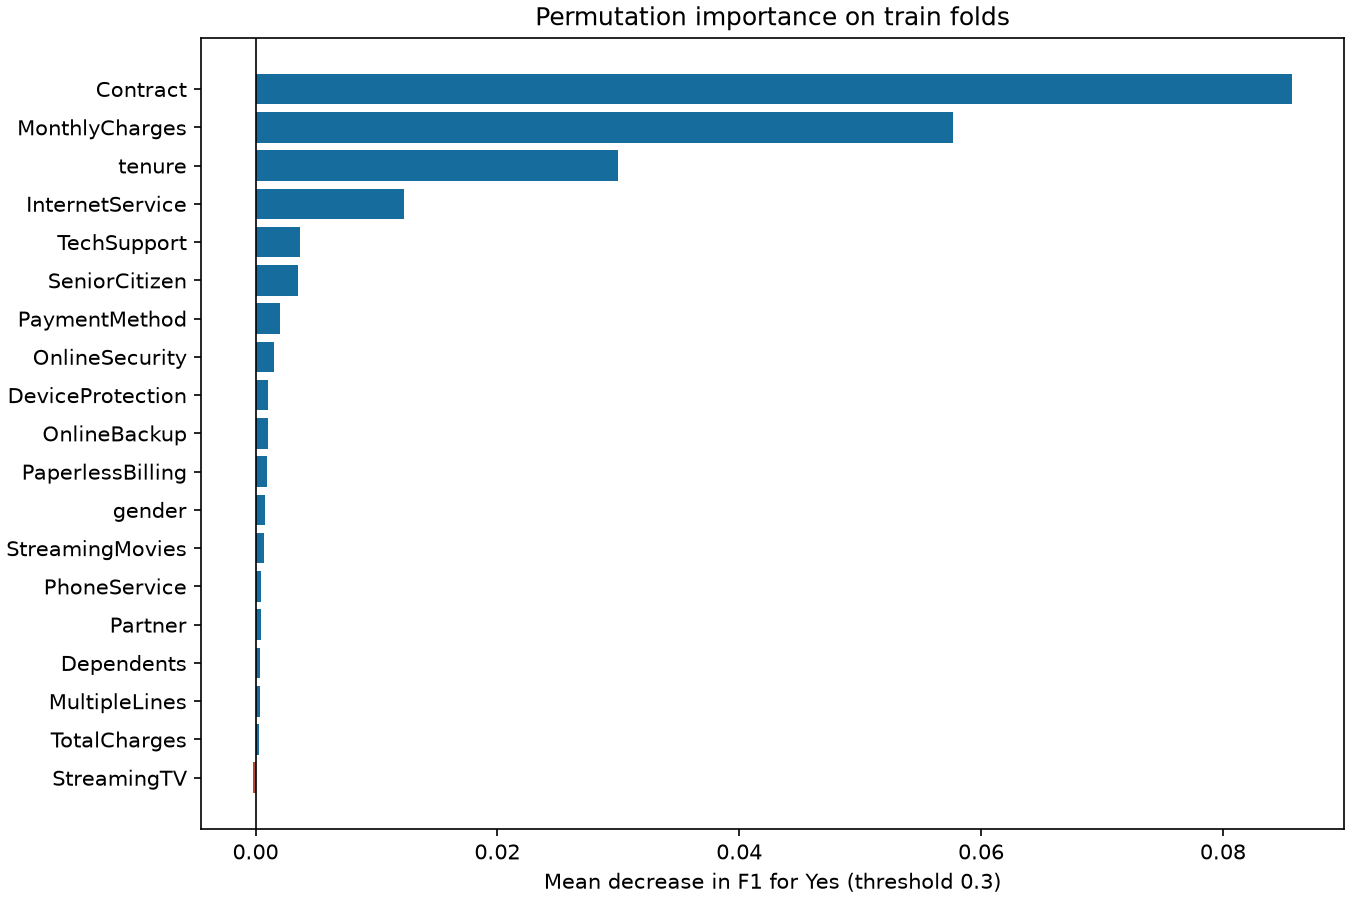 Permutation importance on train folds
Contract
MonthlyCharges
tenure
InternetService
TechSupport
SeniorCitizen
PaymentMethod
OnlineSecurity
DeviceProtection
OnlineBackup
PaperlessBilling
gender
StreamingMovies
PhoneService
Partner
Dependents
MultipleLines
TotalCharges
StreamingTV
0.00 0.02 0.04 0.06 0.08
Mean decrease in F1 for Yes (threshold 0.3)